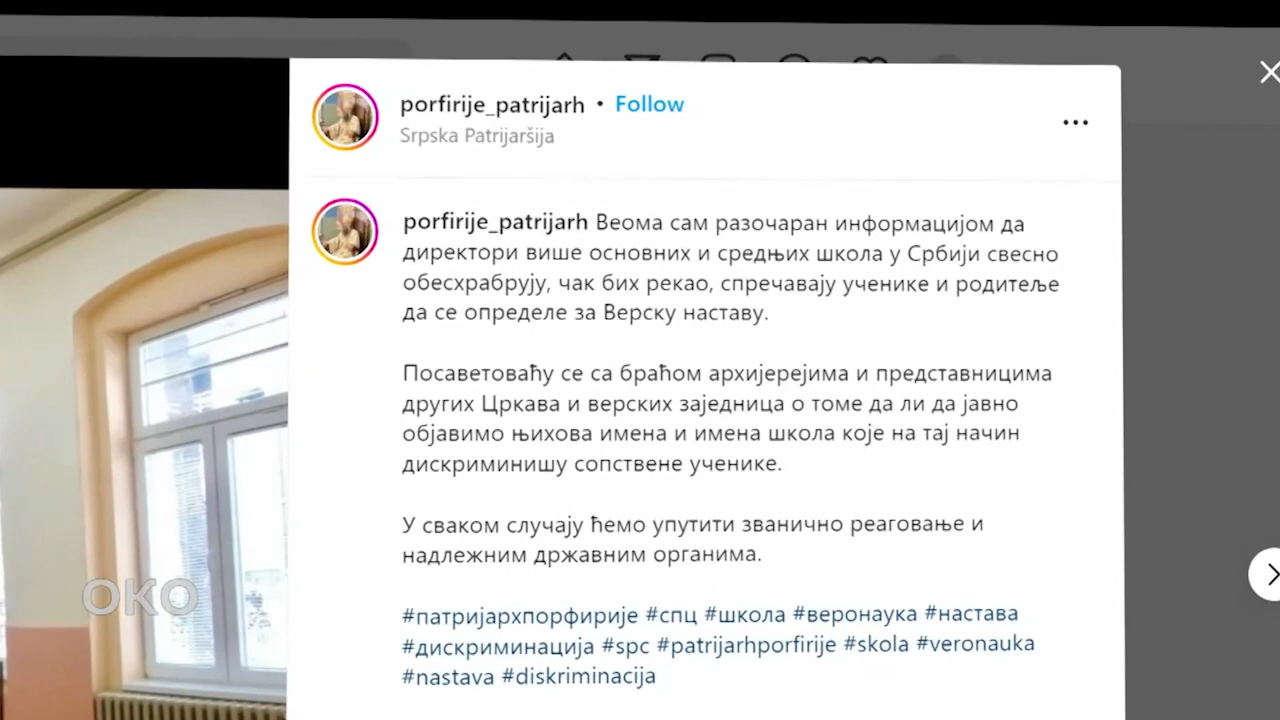 porfirije_patrijarh • Follow
Srpska Patrijaršija
porfirije_patrijarh Веома сам разочаран информацијом да
директори више основних и средњих школа у Србији свесно
обесхрабрују, чак бих рекао, спречавају ученике и родитеље
да се определе за Верску наставу.
Посаветоваћу се са браћом архијерејима и представницима
других Цркава и верских заједница о томе да ли да јавно
објавимо њихова имена и имена школа које на тај начин
дискриминишу сопствене ученике.
У сваком случају ћемо упутити званично реаговање и
надлежним државним органима.
#патријархпорфирије #спц #школа #веронаука #настава
#дискриминација #spc #patrijarhporfirije #skola #veronauka
#nastava #diskriminacija
OKO